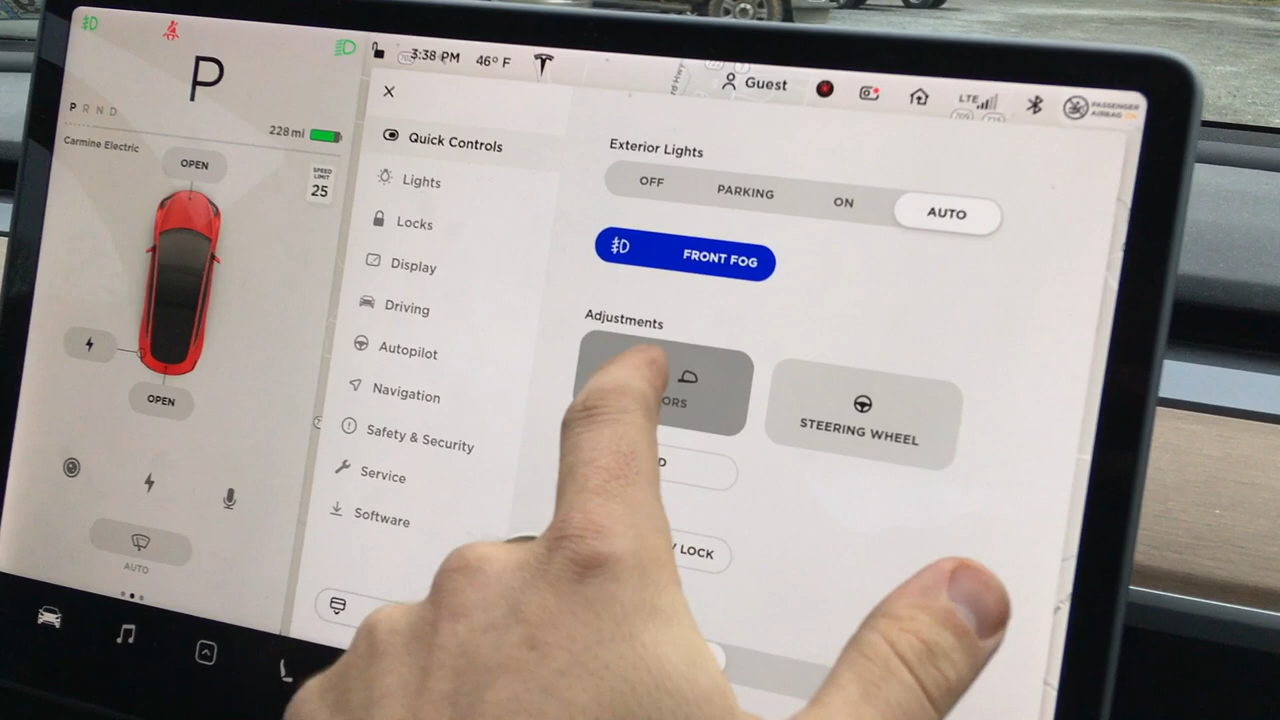 P
P R N D
228 mi
Carmine Electric
OPEN
SPEED
LIMIT
25
OPEN
AUTO
3:38 PM 46° F
Guest
LTE
PASSENGER
AIRBAG
Quick Controls
Lights
Locks
Display
Driving
Autopilot
Navigation
Safety & Security
Service
Software
Exterior Lights
OFF PARKING ON AUTO
FRONT FOG
Adjustments
ORS
STEERING WHEEL
D
LOCK